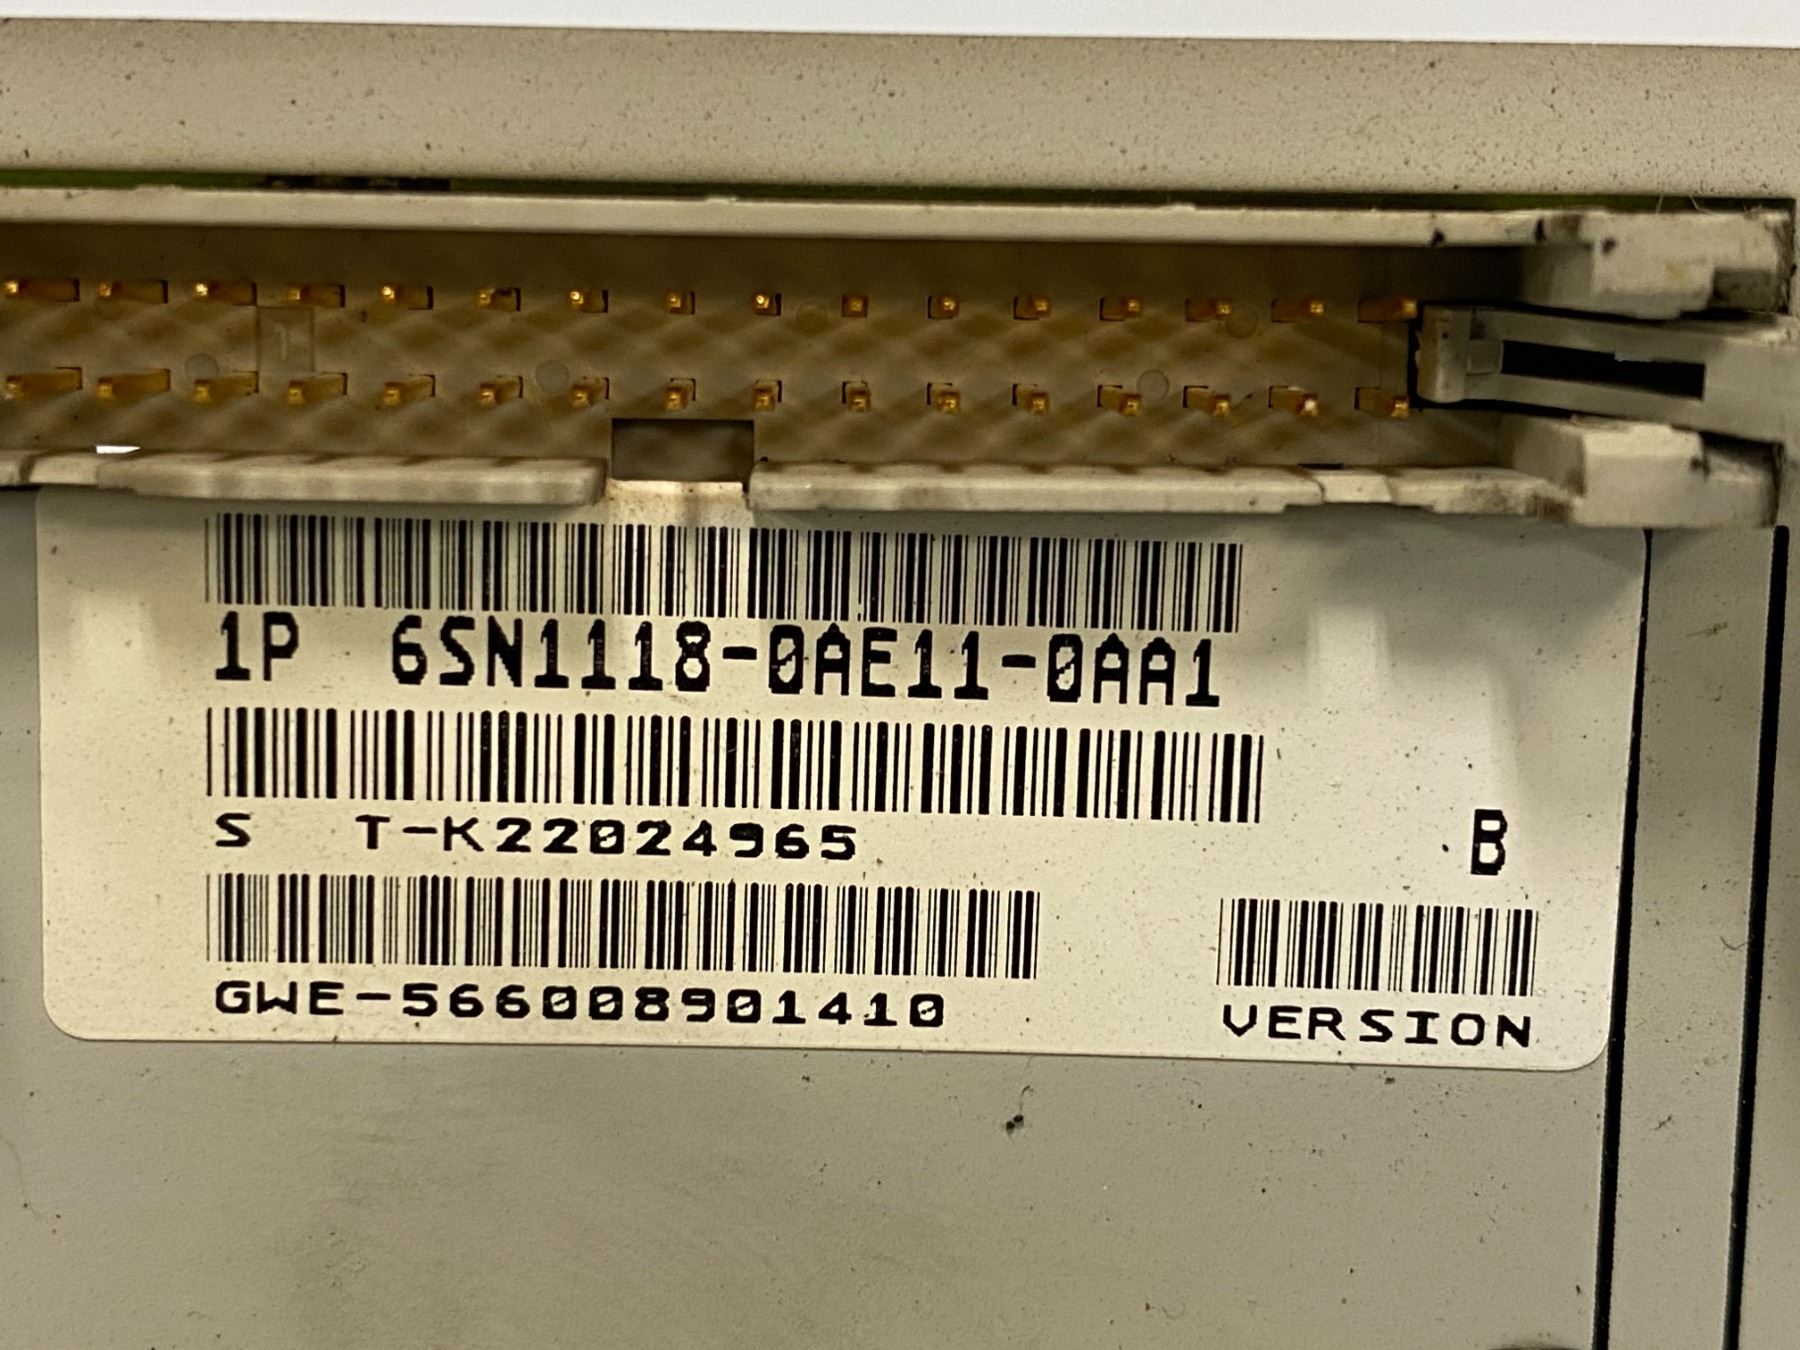 1P 6SN1118-0AE11-0AA1
S T-K22024965
B
GWE-566008901410
VERSION